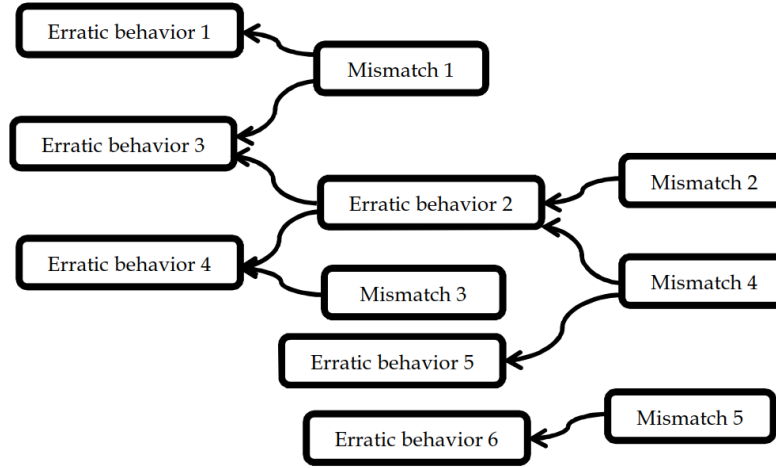 Erratic behavior 1
Mismatch 1
Erratic behavior 3
Mismatch 2
Erratic behavior 2
Erratic behavior 4
Mismatch 4
Mismatch 3
Erratic behavior 5
Mismatch 5
Erratic behavior 6